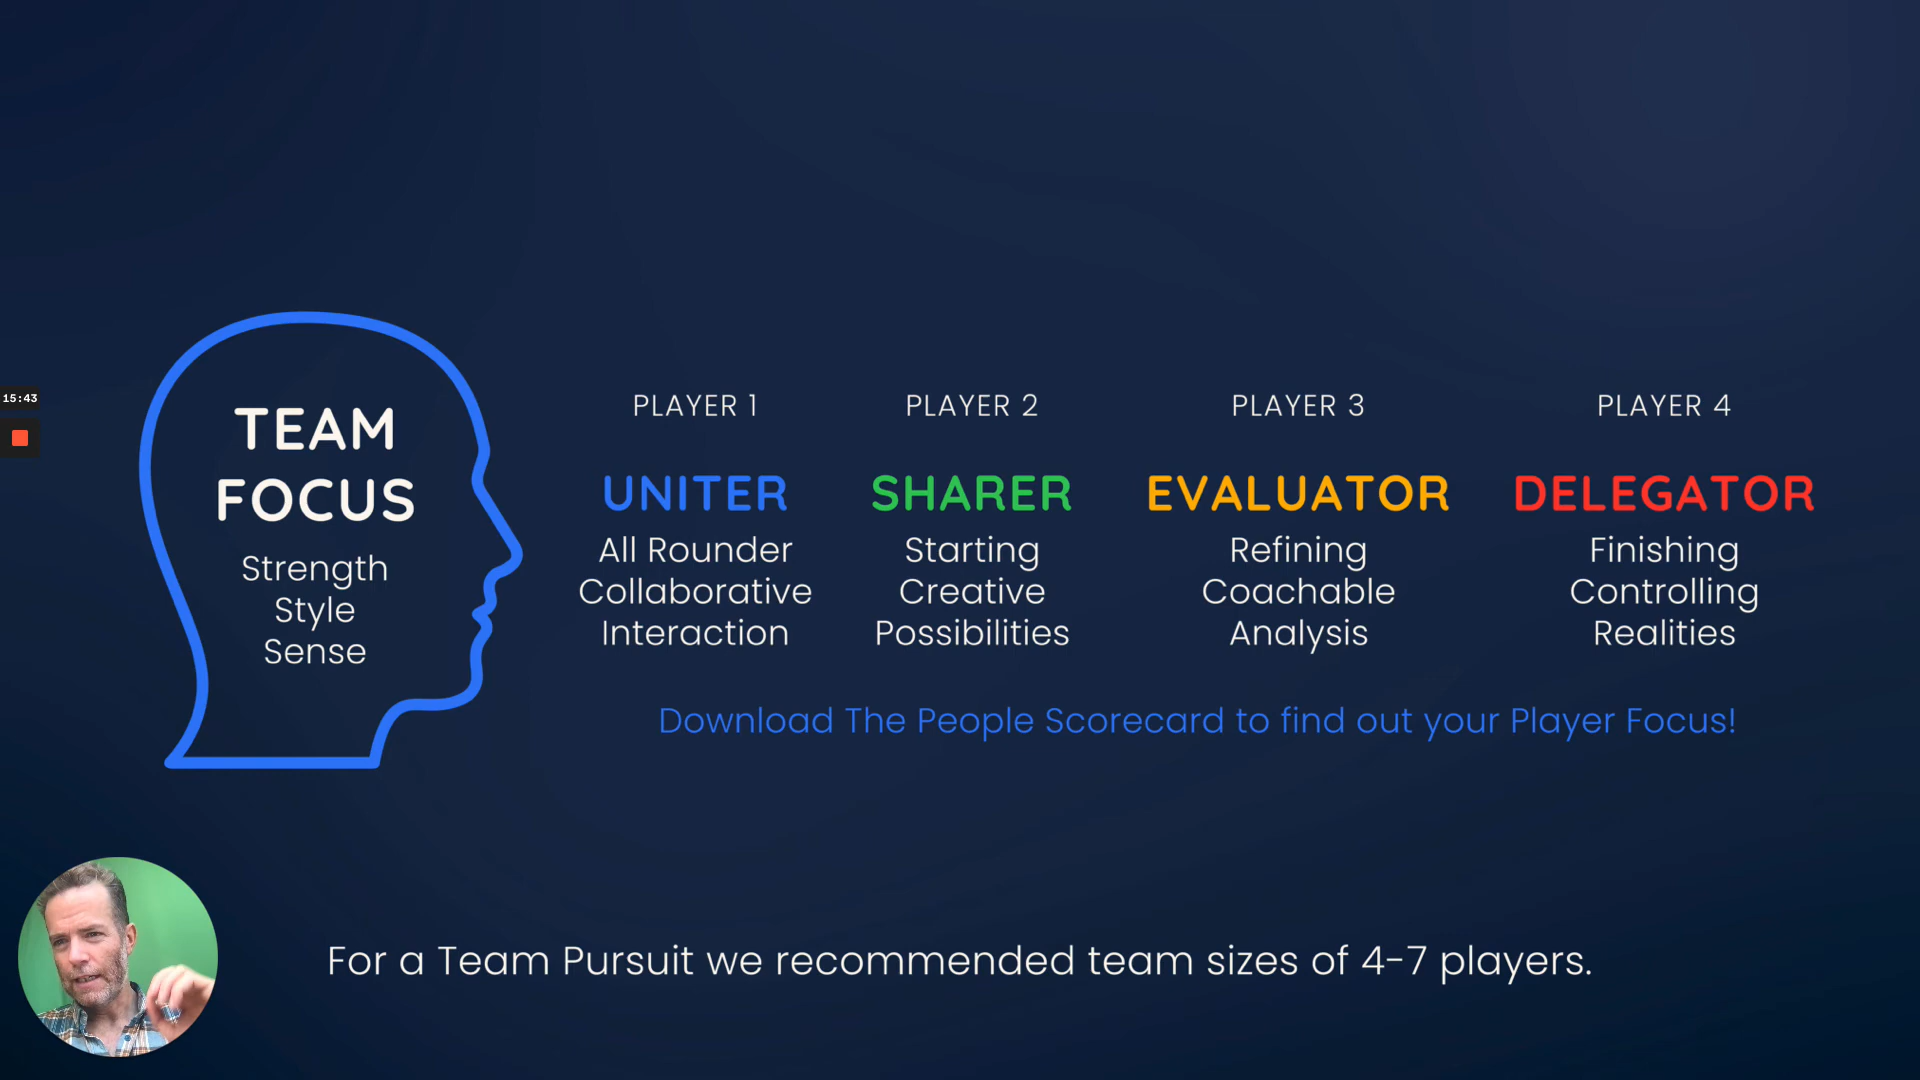 15:43
TEAM
FOCUS
Strength
Style
Sense
PLAYER 1
UNITER
All Rounder
Collaborative
Interaction
PLAYER 2
SHARER
Starting
Creative
Possibilities
PLAYER 3
EVALUATOR
Refining
Coachable
Analysis
PLAYER 4
DELEGATOR
Finishing
Controlling
Realities
Download The People Scorecard to find out your Player Focus!
For a Team Pursuit we recommended team sizes of 4-7 players.